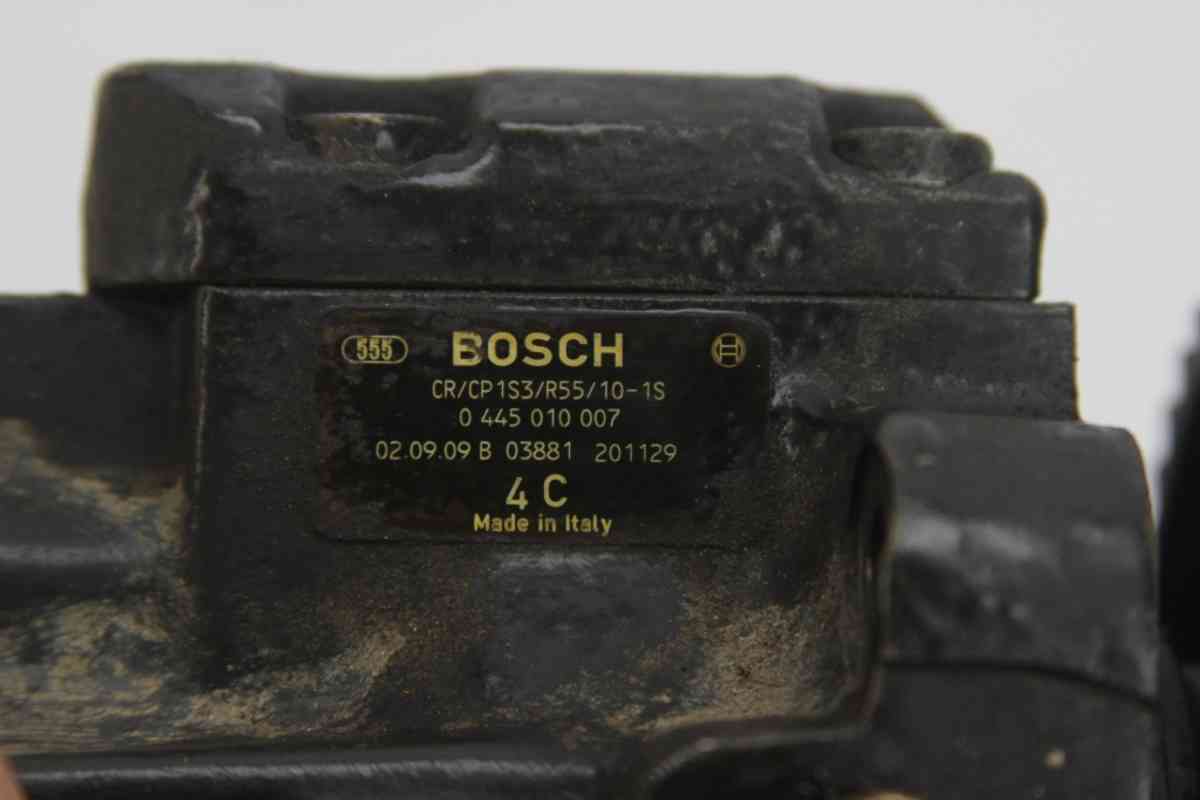 555 BOSCH
CR/CP1S3/R55/10-1S
0 445 010 007
02.09.09 B 03881 201129
4 C
Made in Italy